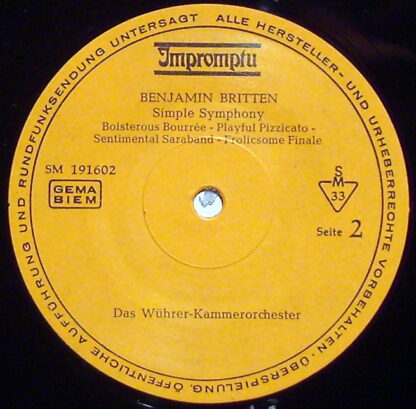 ALLE HERSTELLER- UND URHEBERRECHTE VORBEHALTEN · ÜBERSPIELUNG, ÖFFENTLICHE AUFFÜHRUNG UND RUNDFUNKSENDUNG UNTERSAGT
Impromptu
BENJAMIN BRITTEN
Simple Symphony
Boisterous Bourrée - Playful Pizzicato -
Sentimental Saraband - Frolicsome Finale
SM 191602
GEMA
BIEM
S
M
33
Seite 2
Das Wührer-Kammerorchester